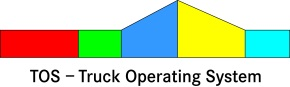 TOS – Truck Operating System